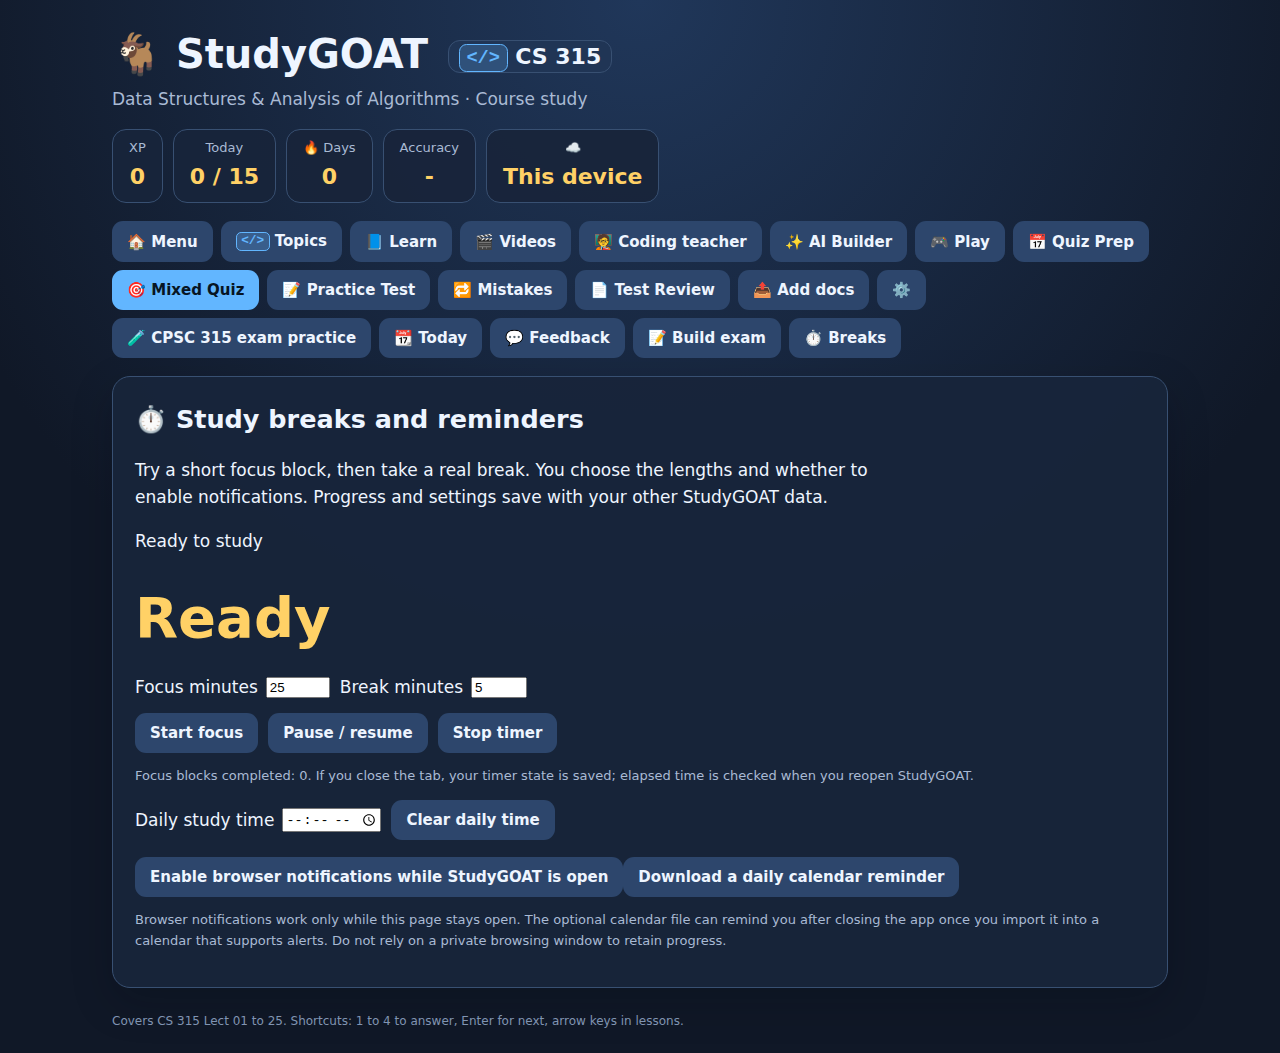 🐐 StudyGOAT </> CS 315
Data Structures & Analysis of Algorithms · Course study
XP Today 🔥 Days Accuracy ☁️
0 0 / 15 0 - This device
🏠 Menu </> Topics 📘 Learn 🎬 Videos 🧑‍🏫 Coding teacher ✨ AI Builder 🎮 Play 📅 Quiz Prep
🎯 Mixed Quiz 📝 Practice Test 🔁 Mistakes 📄 Test Review 📤 Add docs ⚙️
🧪 CPSC 315 exam practice 📆 Today 💬 Feedback 📝 Build exam ⏱️ Breaks
⏱️ Study breaks and reminders
Try a short focus block, then take a real break. You choose the lengths and whether to
enable notifications. Progress and settings save with your other StudyGOAT data.
Ready to study
Ready
Focus minutes 25 Break minutes 5
Start focus Pause / resume Stop timer
Focus blocks completed: 0. If you close the tab, your timer state is saved; elapsed time is checked when you reopen StudyGOAT.
Daily study time --:-- -- Clear daily time
Enable browser notifications while StudyGOAT is open Download a daily calendar reminder
Browser notifications work only while this page stays open. The optional calendar file can remind you after closing the app once you import it into a
calendar that supports alerts. Do not rely on a private browsing window to retain progress.
Covers CS 315 Lect 01 to 25. Shortcuts: 1 to 4 to answer, Enter for next, arrow keys in lessons.